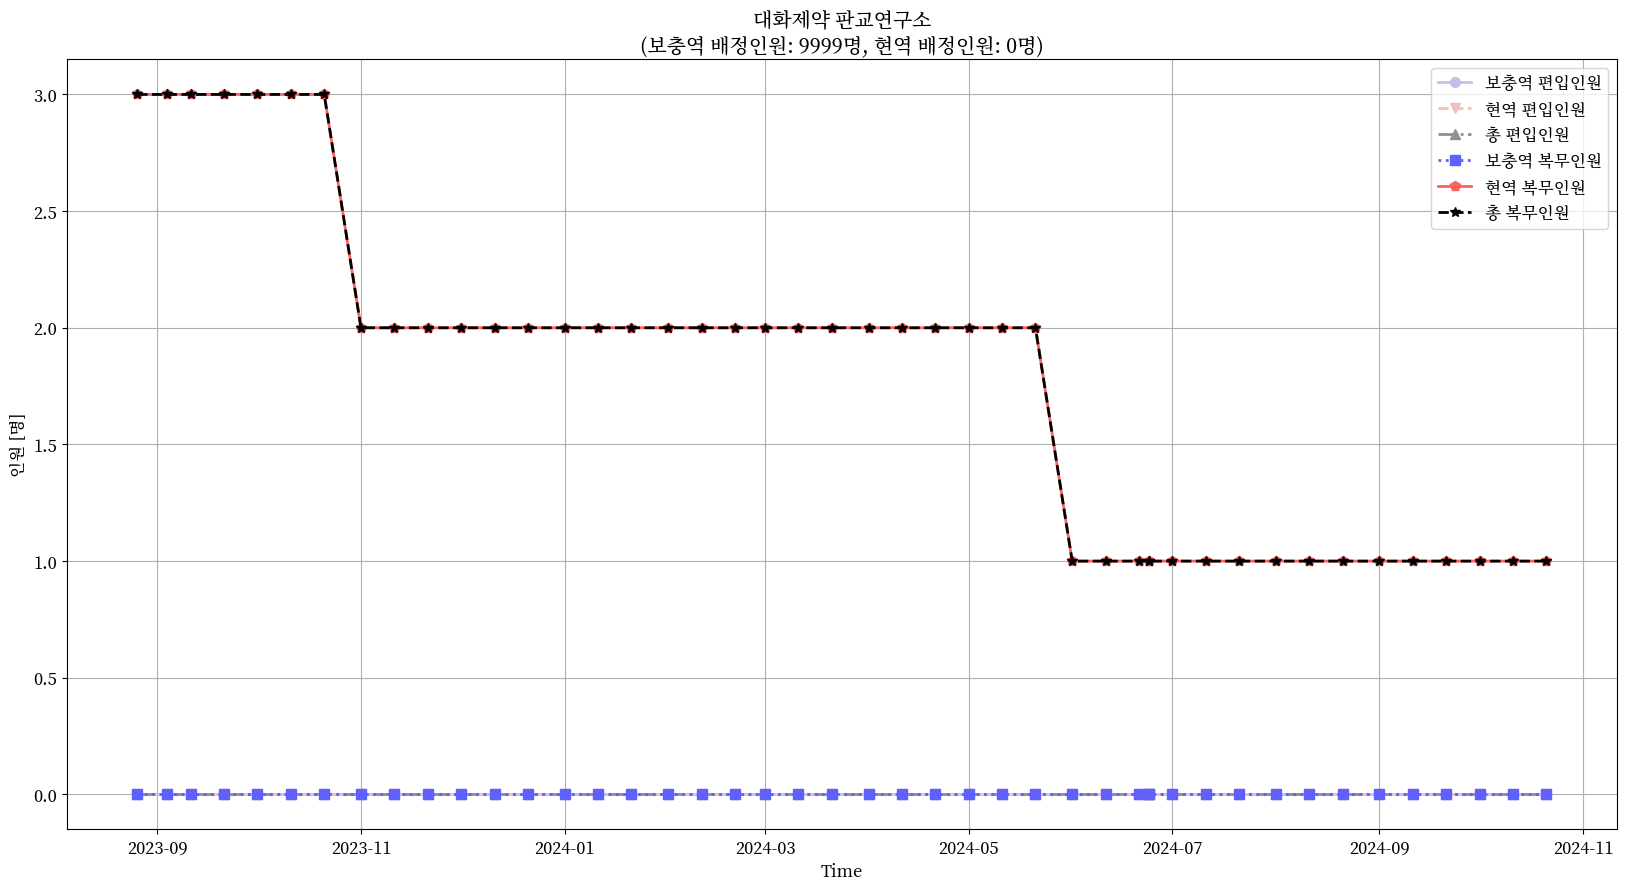 대화제약 판교연구소
(보충역 배정인원: 9999명, 현역 배정인원: 0명)
보충역 편입인원
현역 편입인원
총 편입인원
보충역 복무인원
현역 복무인원
총 복무인원
인원 [명]
3.0
2.5
2.0
1.5
1.0
0.5
0.0
2023-09
2023-11
2024-01
2024-03
2024-05
2024-07
2024-09
2024-11
Time